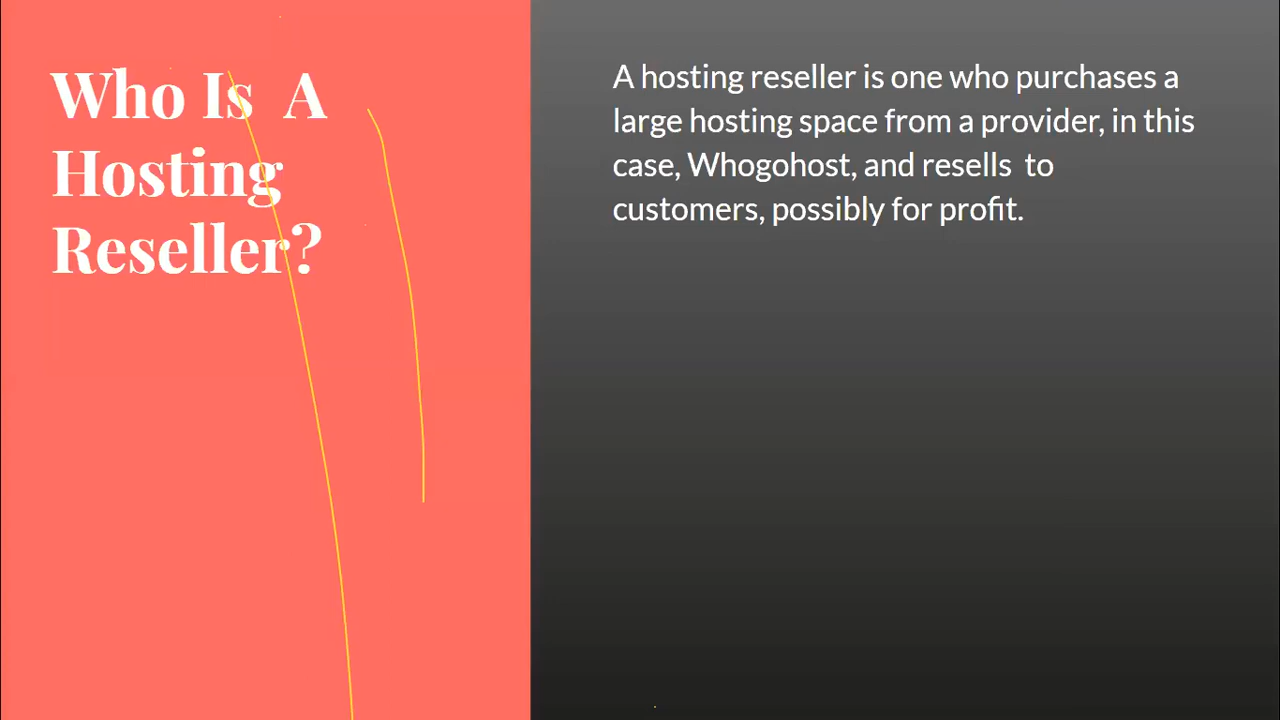 Who Is  A
Hosting
Reseller?
A hosting reseller is one who purchases a
large hosting space from a provider, in this
case, Whogohost, and resells  to
customers, possibly for profit.